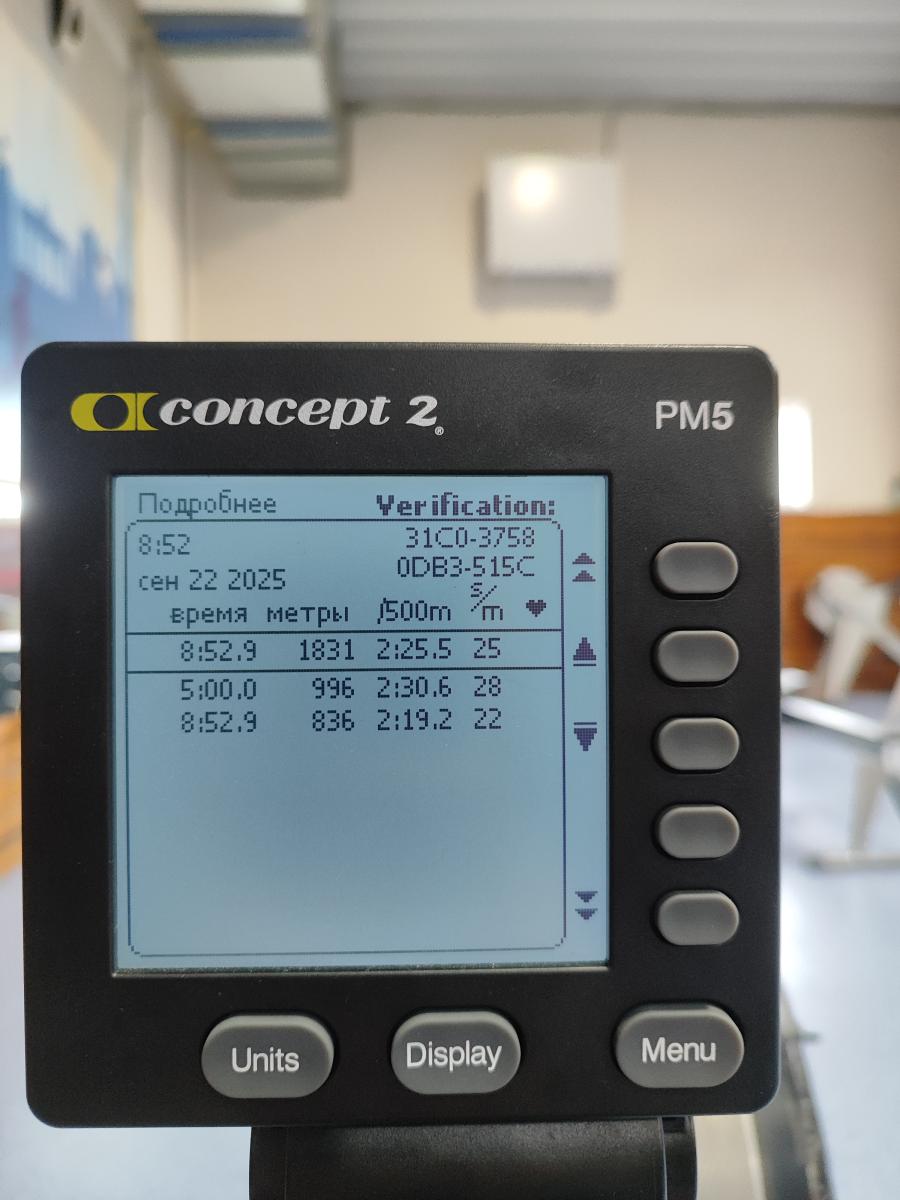 concept 2®
PM5
Подробнее Verification:
8:52 31C0-3758
0DB3-515C
сен 22 2025
время метры /500m s/m ♥
8:52.9 1831 2:25.5 25
5:00.0 996 2:30.6 28
8:52.9 836 2:19.2 22
Units Display Menu